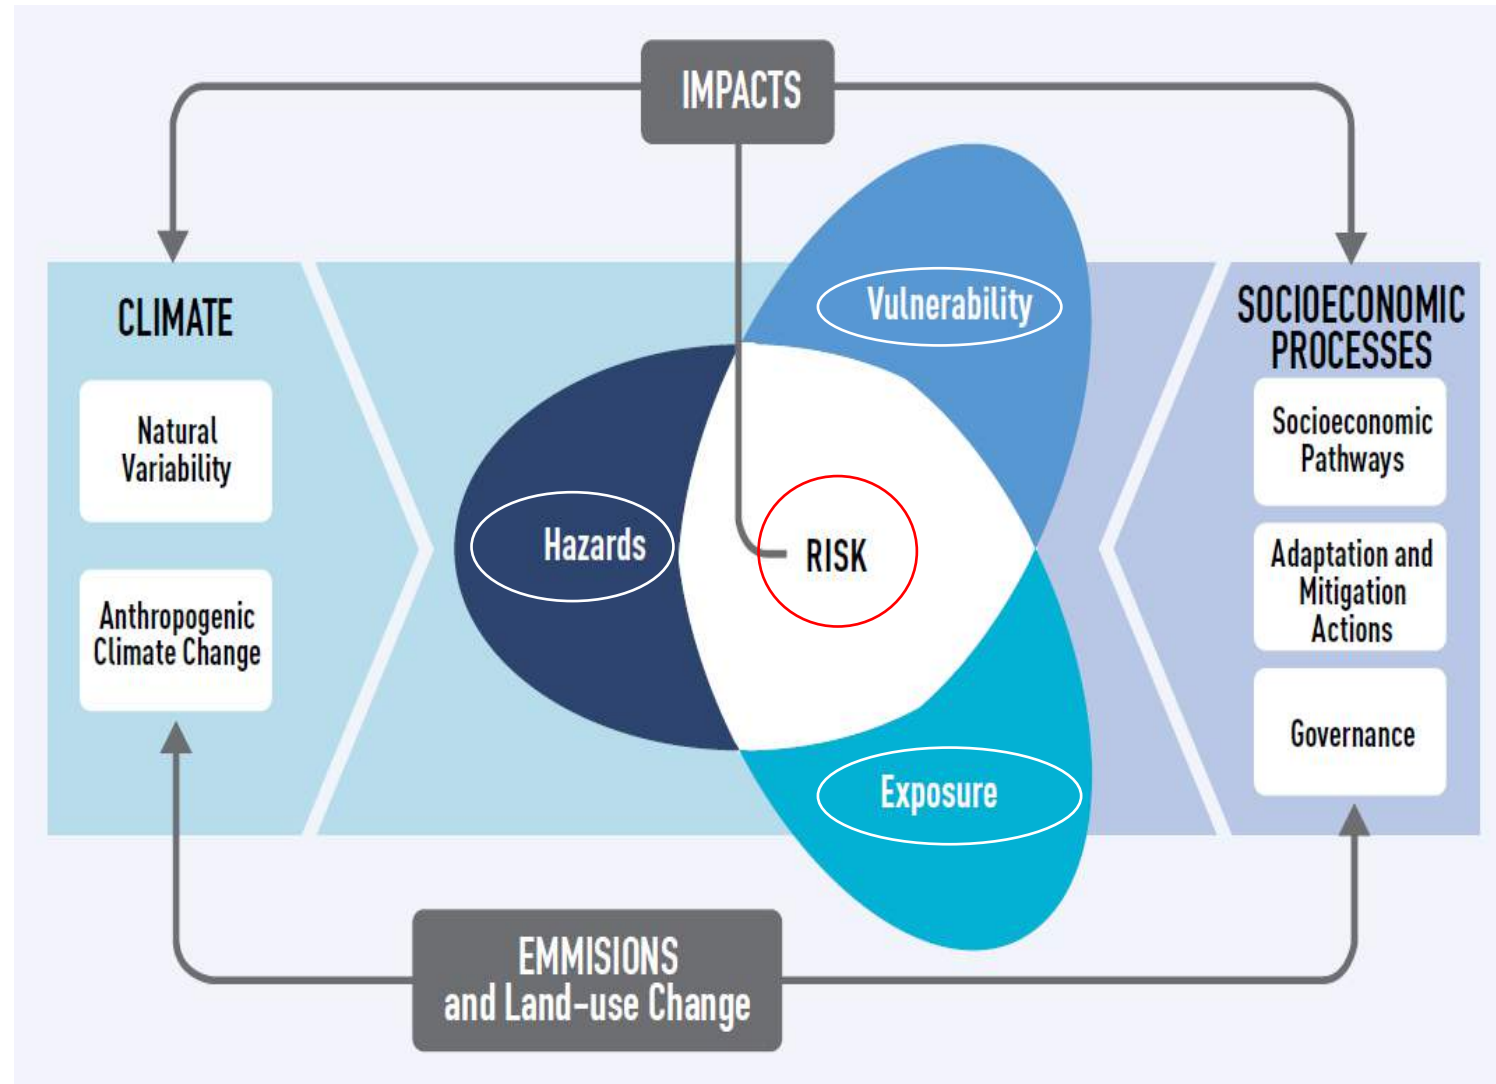 IMPACTS
CLIMATE
Natural
Variability
Anthropogenic
Climate Change
Vulnerability
Hazards
RISK
Exposure
SOCIOECONOMIC
PROCESSES
Socioeconomic
Pathways
Adaptation and
Mitigation
Actions
Governance
EMMISIONS
and Land-use Change